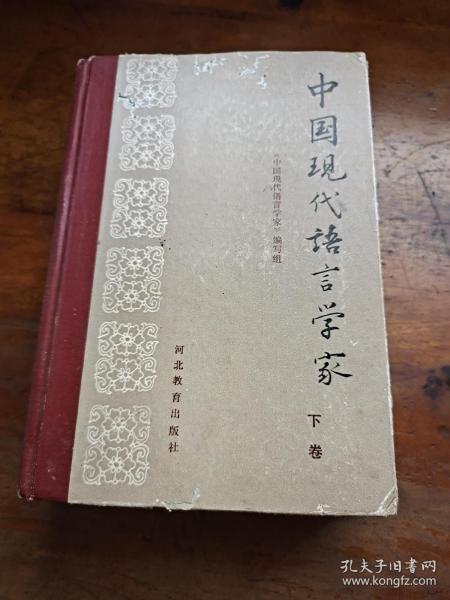 中国现代語言学家
《中国现代语言学家》编写组
下卷
河北教育出版社
孔夫子旧书网
www.kongfz.com